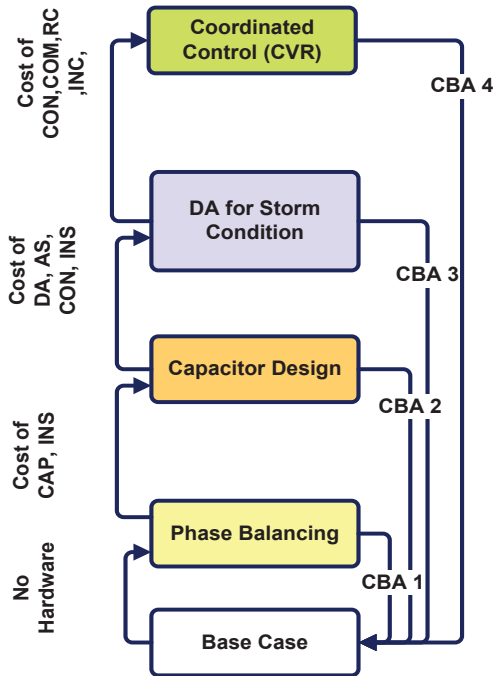 Coordinated
Control (CVR)
Cost of
CON,COM,RC
,INC,
CBA 4
DA for Storm
Condition
Cost of
DA, AS,
CON, INS
CBA 3
Capacitor Design
CBA 2
Cost of
CAP, INS
Phase Balancing
CBA 1
No
Hardware
Base Case